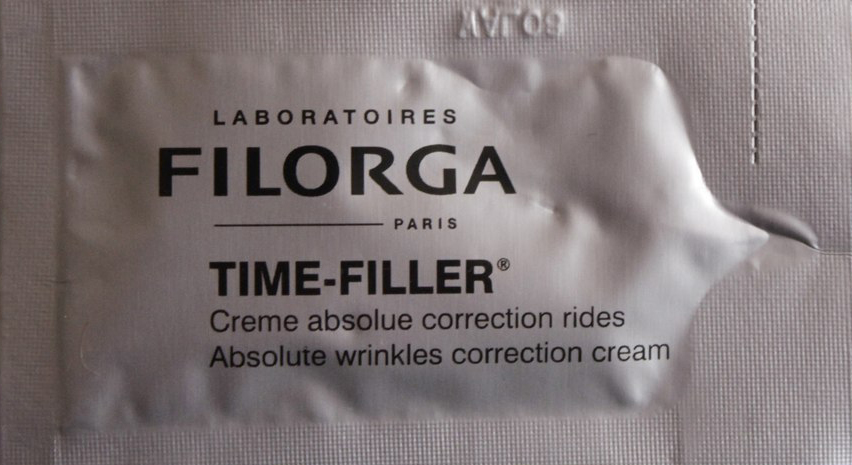 LABORATOIRES
FILORGA
PARIS
TIME-FILLER®
Creme absolue correction rides
Absolute wrinkles correction cream